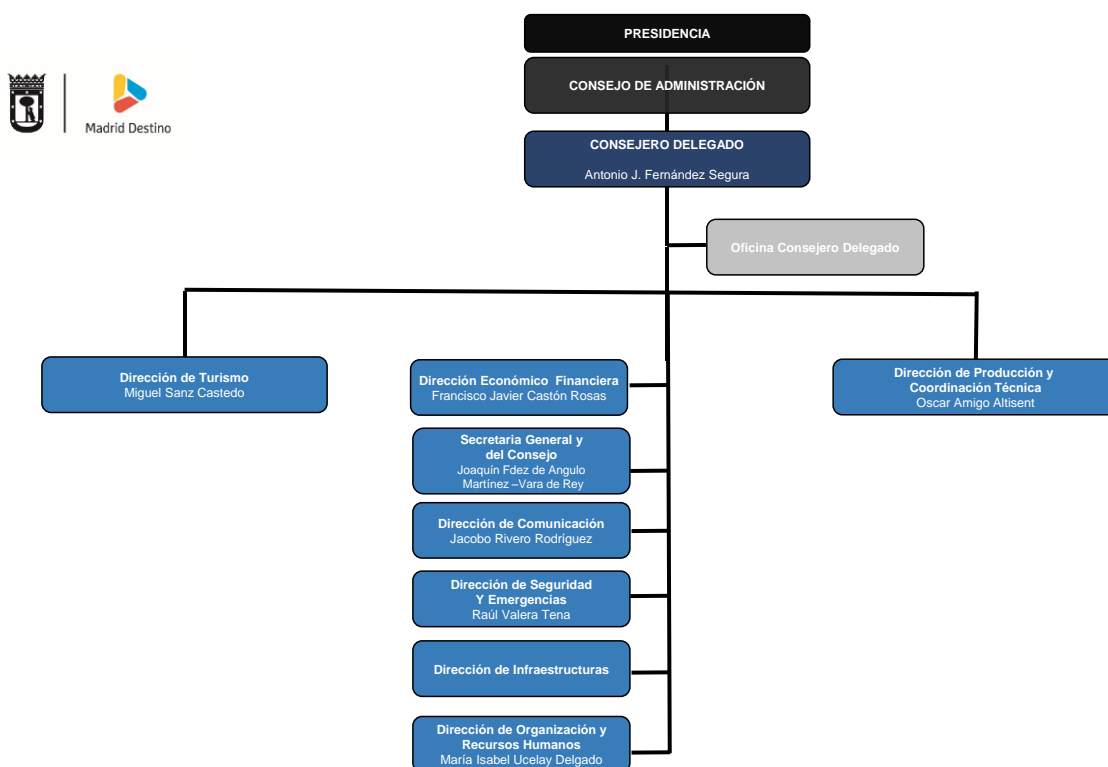 PRESIDENCIA
CONSEJO DE ADMINISTRACIÓN
Madrid Destino
CONSEJERO DELEGADO
Antonio J. Fernández Segura
Oficina Consejero Delegado
Dirección de Turismo
Miguel Sanz Castedo
Dirección Económico Financiera
Francisco Javier Castón Rosas
Dirección de Producción y
Coordinación Técnica
Oscar Amigo Altisent
Secretaria General y
del Consejo
Joaquín Fdez de Angulo
Martínez –Vara de Rey
Dirección de Comunicación
Jacobo Rivero Rodríguez
Dirección de Seguridad
Y Emergencias
Raúl Valera Tena
Dirección de Infraestructuras
Dirección de Organización y
Recursos Humanos
María Isabel Ucelay Delgado